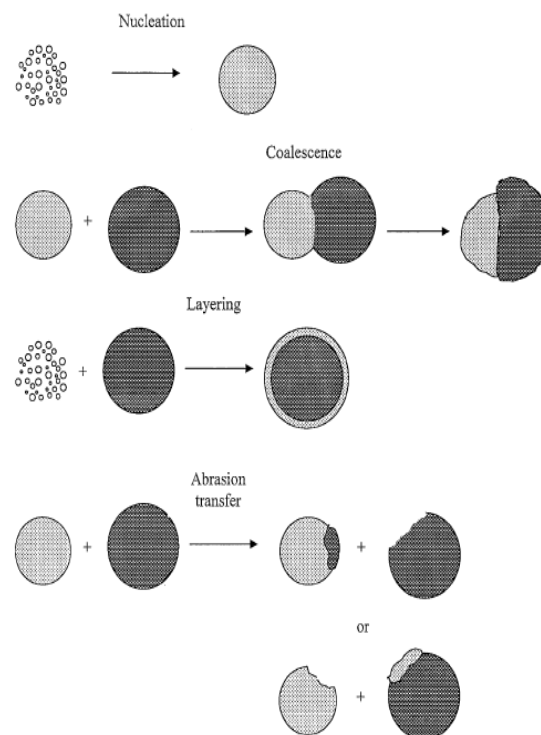 Nucleation
Coalescence
+
Layering
+
Abrasion
transfer
+
+
or
+